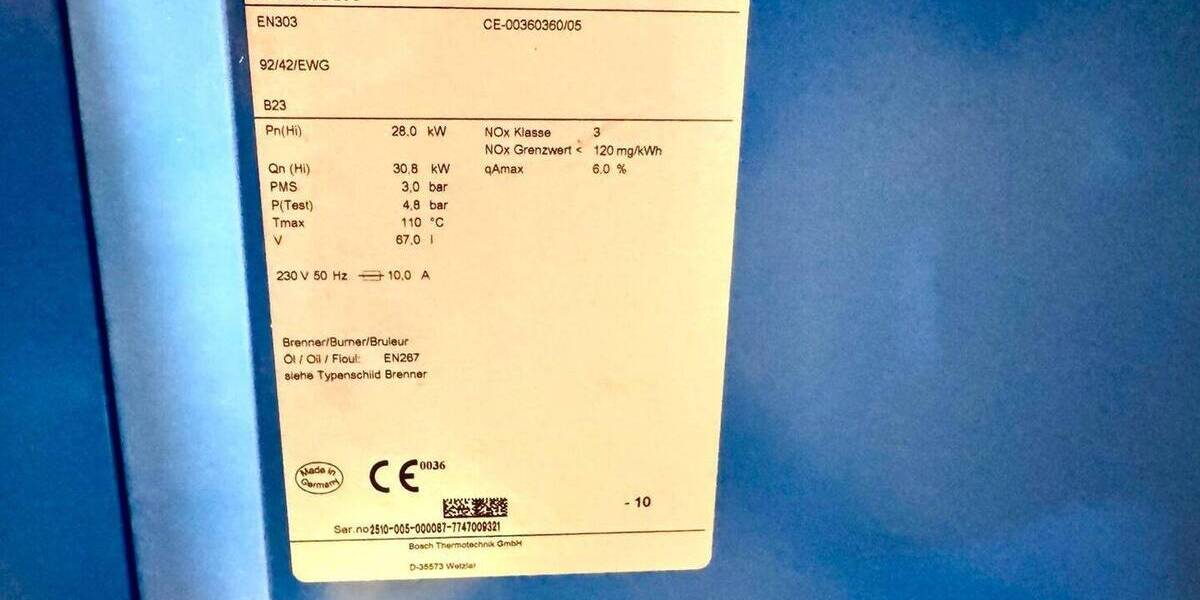 EN303 CE-00360360/05
92/42/EWG
B23
Pn(Hi) 28.0 kW NOx Klasse 3
NOx Grenzwert < 120 mg/kWh
Qn (Hi) 30,8 kW qAmax 6.0 %
PMS 3,0 bar
P(Test) 4,8 bar
Tmax 110 °C
V 67,0 l
230 V 50 Hz 10,0 A
Brenner/Burner/Bruleur
Öl / Oil / Fioul: EN267
siehe Typenschild Brenner
Made in
Germany
CE 0036
- 10
Ser.no 2510-005-000087-7747009321
Bosch Thermotechnik GmbH
D-35573 Wetzlar